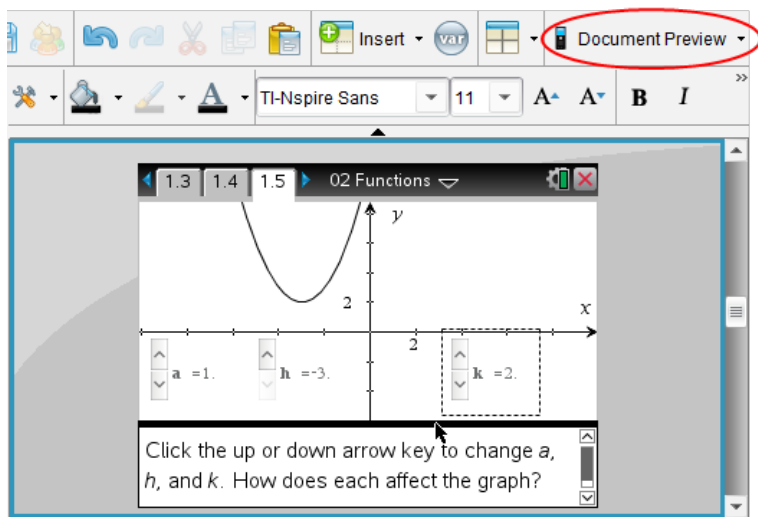 Insert var Document Preview
TI-Nspire Sans 11 A A B I »
1.3 1.4 1.5 02 Functions
y
2
x
2
a =1. h =-3. k =2.
Click the up or down arrow key to change a,
h, and k. How does each affect the graph?